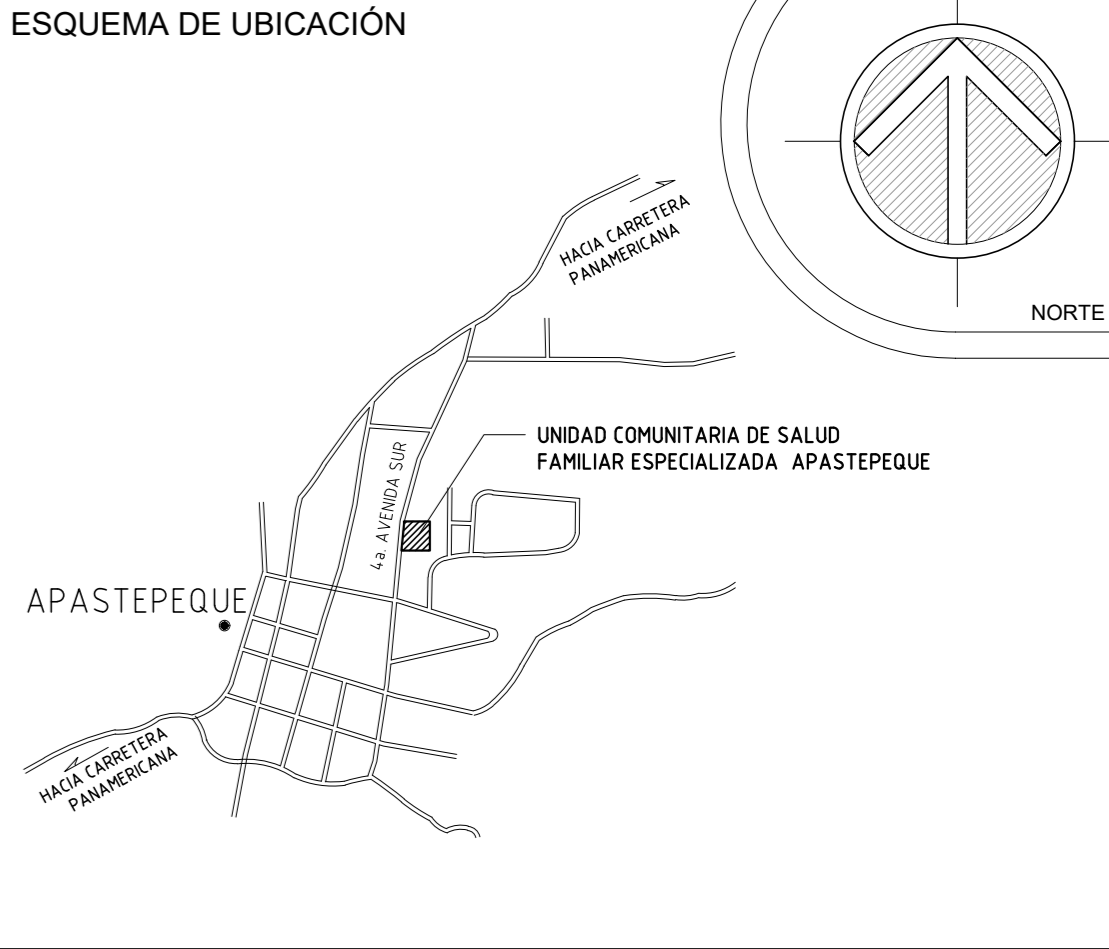 ESQUEMA DE UBICACIÓN
NORTE
HACIA CARRETERA
PANAMERICANA
UNIDAD COMUNITARIA DE SALUD
FAMILIAR ESPECIALIZADA APASTEPEQUE
4a. AVENIDA SUR
APASTEPEQUE
HACIA CARRETERA
PANAMERICANA